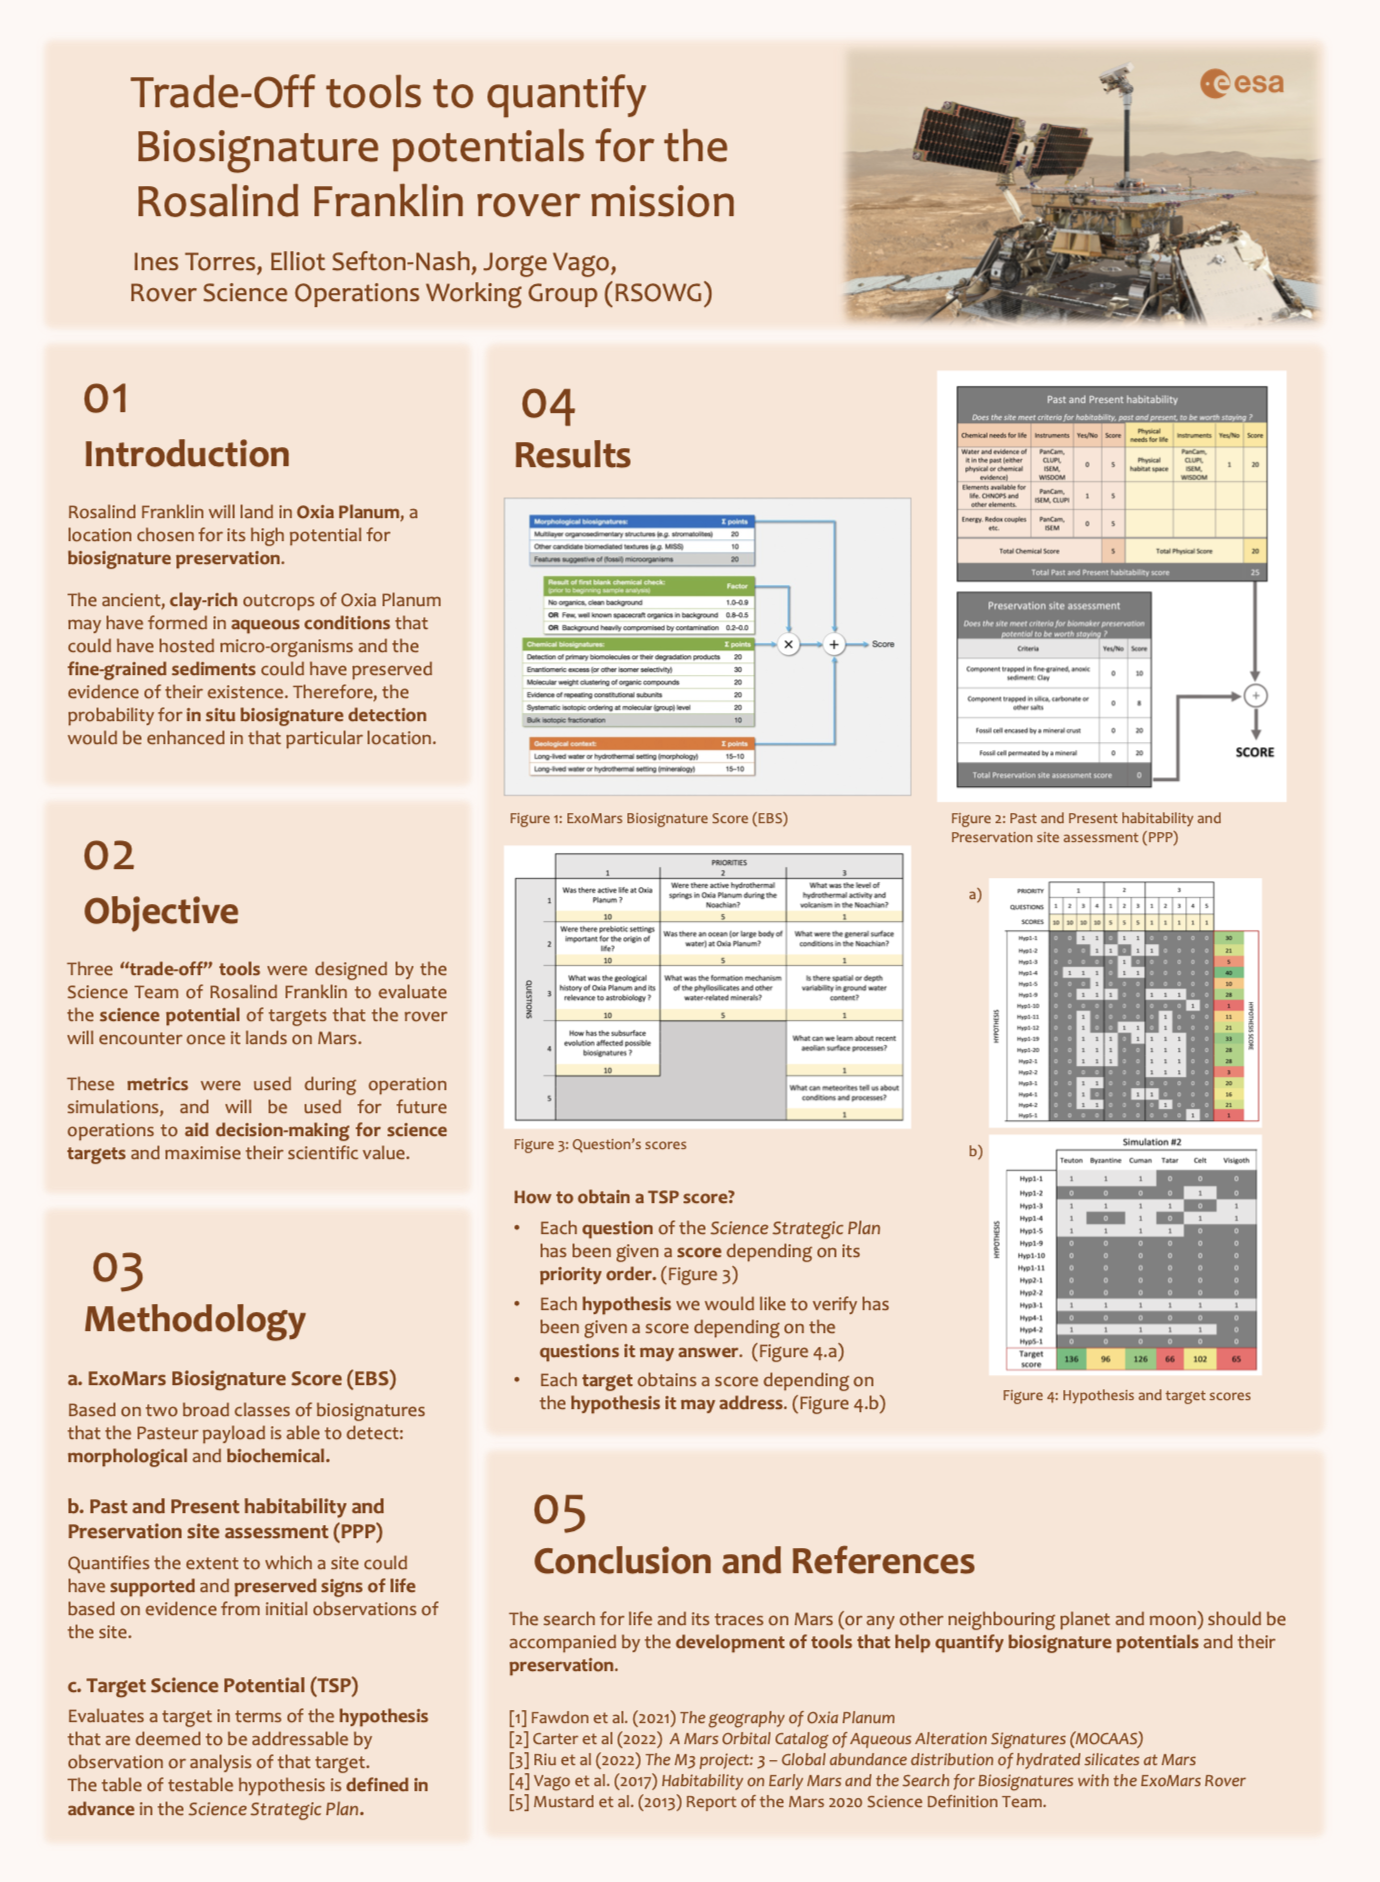 Trade-Off tools to quantify
Biosignature potentials for the
Rosalind Franklin rover mission
Ines Torres, Elliot Sefton-Nash, Jorge Vago,
Rover Science Operations Working Group (RSOWG)
esa
01
Introduction
Rosalind Franklin will land in Oxia Planum, a
location chosen for its high potential for
biosignature preservation.
The ancient, clay-rich outcrops of Oxia Planum
may have formed in aqueous conditions that
could have hosted micro-organisms and the
fine-grained sediments could have preserved
evidence of their existence. Therefore, the
probability for in situ biosignature detection
would be enhanced in that particular location.
02
Objective
Three “trade-off” tools were designed by the
Science Team of Rosalind Franklin to evaluate
the science potential of targets that the rover
will encounter once it lands on Mars.
These metrics were used during operation
simulations, and will be used for future
operations to aid decision-making for science
targets and maximise their scientific value.
03
Methodology
a. ExoMars Biosignature Score (EBS)
Based on two broad classes of biosignatures
that the Pasteur payload is able to detect:
morphological and biochemical.
b. Past and Present habitability and
Preservation site assessment (PPP)
Quantifies the extent to which a site could
have supported and preserved signs of life
based on evidence from initial observations of
the site.
c. Target Science Potential (TSP)
Evaluates a target in terms of the hypothesis
that are deemed to be addressable by
observation or analysis of that target.
The table of testable hypothesis is defined in
advance in the Science Strategic Plan.
04
Results
Morphological biosignatures: Σ points
Multilayer organosedimentary structures (e.g. stromatolites) 20
Other candidate biomediated textures (e.g. MISS) 10
Features suggestive of (fossil) microorganisms 20
Result of first blank chemical check: Factor
(prior to beginning sample analysis)
No organics, clean background 1.0–0.9
OR Few, well known spacecraft organics in background 0.8–0.5
OR Background heavily compromised by contamination 0.2–0.0
Chemical biosignatures: Σ points
Detection of primary biomolecules or their degradation products 20
Enantiomeric excess (or other isomer selectivity) 30
Molecular weight clustering of organic compounds 20
Evidence of repeating constitutional subunits 20
Systematic isotopic ordering at molecular (group) level 20
Bulk isotopic fractionation 10
Geological context: Σ points
Long-lived water or hydrothermal setting (morphology) 15–10
Long-lived water or hydrothermal setting (mineralogy) 15–10
× + Score
Figure 1: ExoMars Biosignature Score (EBS)
Past and Present habitability
Does the site meet criteria for habitability, past and present, to be worth staying ?
Chemical needs for life Instruments Yes/No Score Physical needs for life Instruments Yes/No Score
Water and evidence of it in the past (either physical or chemical evidence) PanCam, CLUPI, ISEM, WISDOM 0 5 Physical habitat space PanCam, CLUPI, ISEM, WISDOM 1 20
Elements available for life. CHNOPS and other elements. PanCam, ISEM, CLUPI 1 5
Energy. Redox couples etc. PanCam, ISEM 0 5
Total Chemical Score 5 Total Physical Score 20
Total Past and Present habitability score 25
Preservation site assessment
Does the site meet criteria for biomaker preservation
potential to be worth staying ?
Criteria Yes/No Score
Component trapped in fine-grained, anoxic sediment: Clay 0 10
Component trapped in silica, carbonate or other salts 0 8
Fossil cell encased by a mineral crust 0 20
Fossil cell permeated by a mineral 0 20
Total Preservation site assessment score 0
+
SCORE
Figure 2: Past and Present habitability and
Preservation site assessment (PPP)
PRIORITIES
1 2 3
QUESTIONS
1 Was there active life at Oxia Planum ? Were there active hydrothermal springs in Oxia Planum during the Noachian? What was the level of hydrothermal activity and volcanism in the Noachian?
10 5 1
2 Were there prebiotic settings important for the origin of life? Was there an ocean (or large body of water) at Oxia Planum? What were the general surface conditions in the Noachian?
10 5 1
3 What was the geological history of Oxia Planum and its relevance to astrobiology ? What was the formation mechanism of the phyllosilicates and other water-related minerals? Is there spatial or depth variability in ground water content?
10 5 1
4 How has the subsurface evolution affected possible biosignatures ? What can we learn about recent aeolian surface processes?
10 1
5 What can meteorites tell us about conditions and processes?
1
Figure 3: Question’s scores
How to obtain a TSP score?
• Each question of the Science Strategic Plan
has been given a score depending on its
priority order. (Figure 3)
• Each hypothesis we would like to verify has
been given a score depending on the
questions it may answer. (Figure 4.a)
• Each target obtains a score depending on
the hypothesis it may address. (Figure 4.b)
a)
PRIORITY 1 2 3
QUESTIONS 1 2 3 4 1 2 3 1 2 3 4 5
SCORES 10 10 10 10 5 5 5 1 1 1 1 1
HYPOTHESIS
HYPOTHESIS SCORE
Hyp1-1 30
Hyp1-2 21
Hyp1-3 5
Hyp1-4 40
Hyp1-5 10
Hyp1-9 28
Hyp1-10 1
Hyp1-11 11
Hyp1-12 21
Hyp1-19 33
Hyp1-20 28
Hyp2-1 28
Hyp2-2 3
Hyp3-1 20
Hyp4-1 16
Hyp4-2 21
Hyp5-1 1
b)
Simulation #2
Teuton Byzantine Cuman Tatar Celt Visigoth
HYPOTHESIS
Hyp1-1 1 1 1 0 0 0
Hyp1-2 0 0 0 0 1 0
Hyp1-3 1 1 1 1 0 1
Hyp1-4 1 0 1 0 1 1
Hyp1-5 1 1 1 1 0 0
Hyp1-9 0 0 0 0 0 0
Hyp1-10 0 0 0 0 0 0
Hyp1-11 0 0 0 0 0 0
Hyp2-1 0 0 0 0 0 0
Hyp2-2 0 0 0 0 0 0
Hyp3-1 1 1 1 1 1 1
Hyp4-1 0 0 0 0 0 0
Hyp4-2 1 1 1 1 1 0
Hyp5-1 0 0 0 0 0 0
Target score 136 96 126 66 102 65
Figure 4: Hypothesis and target scores
05
Conclusion and References
The search for life and its traces on Mars (or any other neighbouring planet and moon) should be
accompanied by the development of tools that help quantify biosignature potentials and their
preservation.
[1] Fawdon et al. (2021) The geography of Oxia Planum
[2] Carter et al (2022) A Mars Orbital Catalog of Aqueous Alteration Signatures (MOCAAS)
[3] Riu et al (2022) The M3 project: 3 – Global abundance distribution of hydrated silicates at Mars
[4] Vago et al. (2017) Habitability on Early Mars and the Search for Biosignatures with the ExoMars Rover
[5] Mustard et al. (2013) Report of the Mars 2020 Science Definition Team.